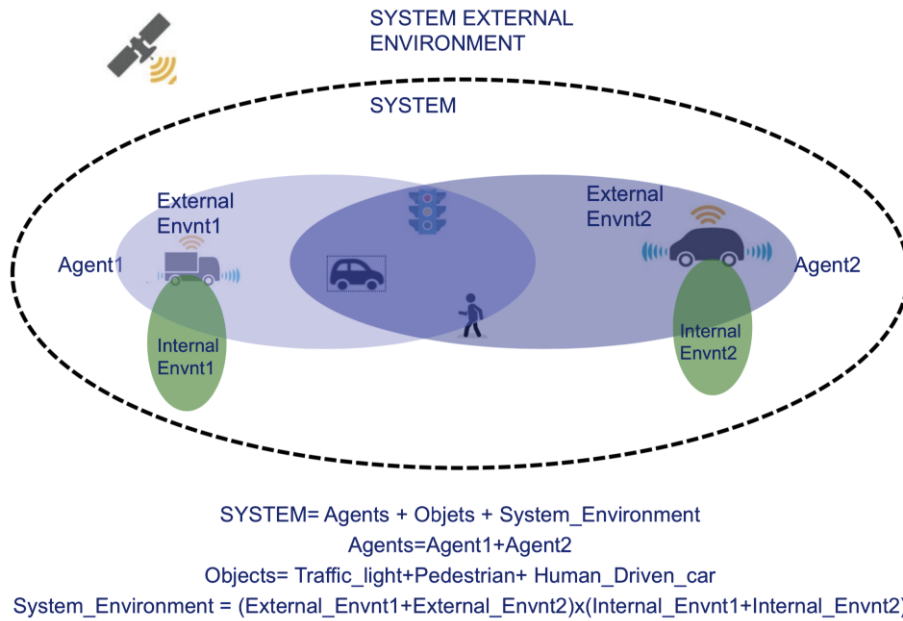 SYSTEM EXTERNAL
ENVIRONMENT
SYSTEM
External
Envnt1
External
Envnt2
Agent1
Agent2
Internal
Envnt1
Internal
Envnt2
SYSTEM= Agents + Objets + System_Environment
Agents=Agent1+Agent2
Objects= Traffic_light+Pedestrian+ Human_Driven_car
System_Environment = (External_Envnt1+External_Envnt2)x(Internal_Envnt1+Internal_Envnt2)